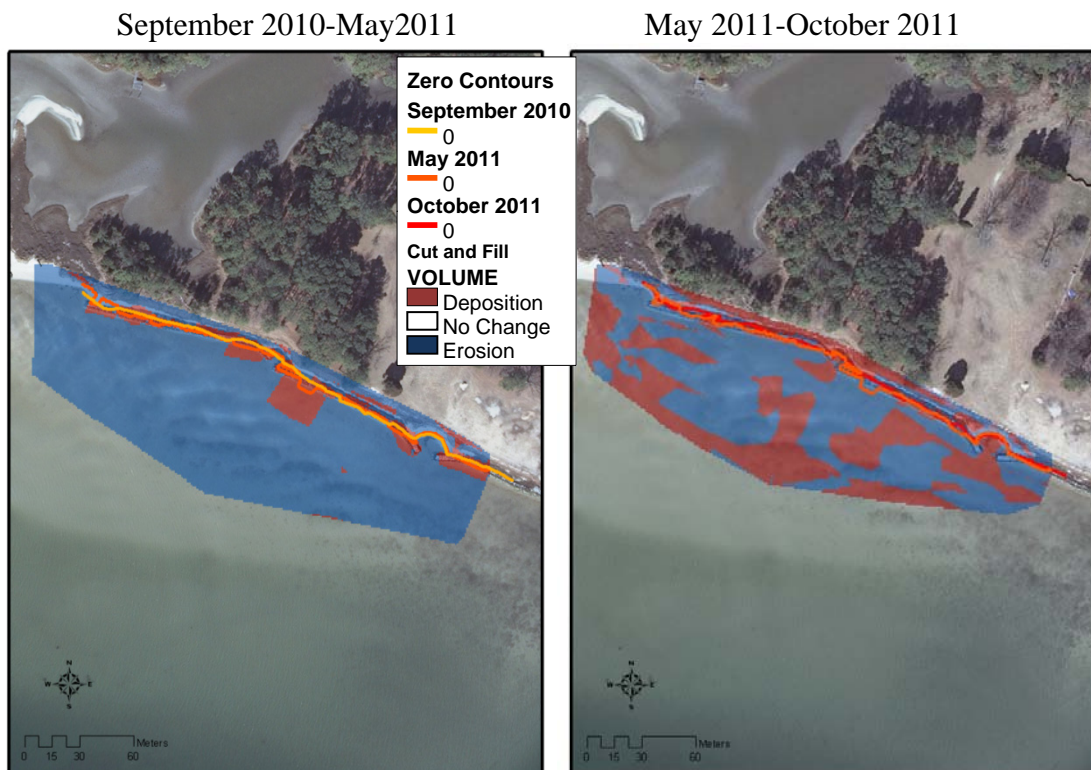 September 2010-May2011
May 2011-October 2011
Zero Contours
September 2010
0
May 2011
0
October 2011
0
Cut and Fill
VOLUME
Deposition
No Change
Erosion
N
W E
S
Meters
0 15 30 60
N
W E
S
Meters
0 15 30 60